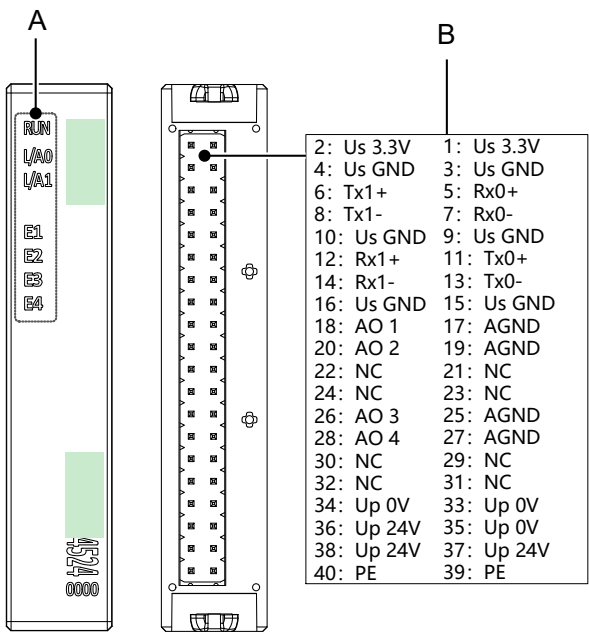 A
B
RUN
L/A0
L/A1
E1
E2
E3
E4
4524
0000
2: Us 3.3V 1: Us 3.3V
4: Us GND 3: Us GND
6: Tx1+ 5: Rx0+
8: Tx1- 7: Rx0-
10: Us GND 9: Us GND
12: Rx1+ 11: Tx0+
14: Rx1- 13: Tx0-
16: Us GND 15: Us GND
18: AO 1 17: AGND
20: AO 2 19: AGND
22: NC 21: NC
24: NC 23: NC
26: AO 3 25: AGND
28: AO 4 27: AGND
30: NC 29: NC
32: NC 31: NC
34: Up 0V 33: Up 0V
36: Up 24V 35: Up 0V
38: Up 24V 37: Up 24V
40: PE 39: PE